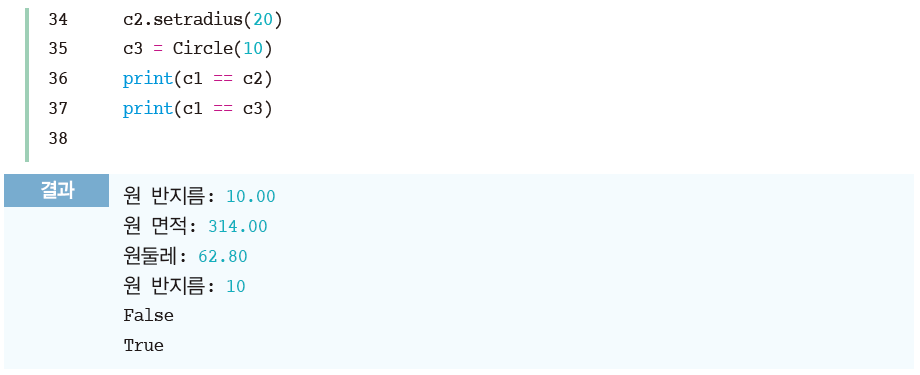 34 c2.setradius(20)
35 c3 = Circle(10)
36 print(c1 == c2)
37 print(c1 == c3)
38
결과
원 반지름: 10.00
원 면적: 314.00
원둘레: 62.80
원 반지름: 10
False
True